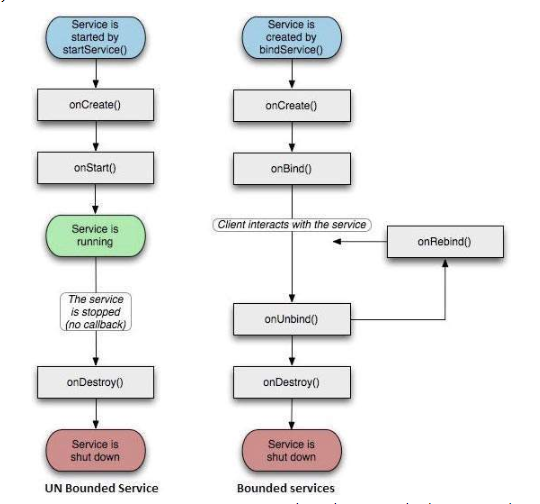 Service is
started by
startService()
onCreate()
onStart()
Service is
running
The service
is stopped
(no callback)
onDestroy()
Service is
shut down
UN Bounded Service
Service is
created by
bindService()
onCreate()
onBind()
Client interacts with the service
onRebind()
onUnbind()
onDestroy()
Service is
shut down
Bounded services